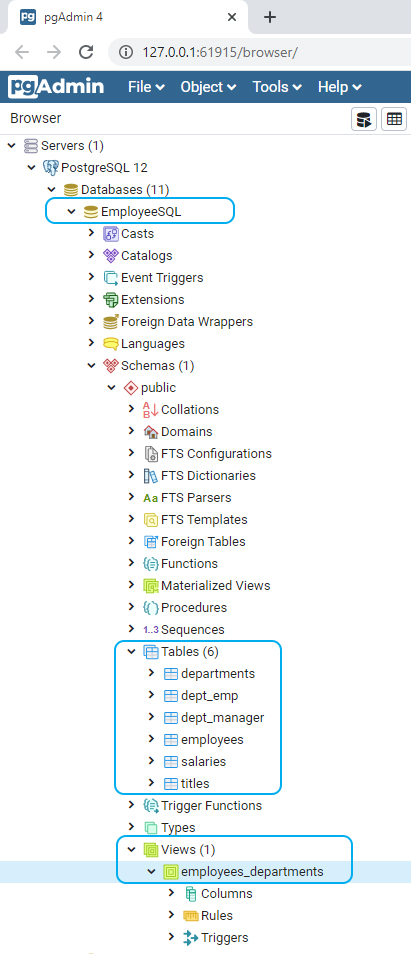 pgAdmin 4
127.0.0.1:61915/browser/
pgAdmin File Object Tools Help
Browser
Servers (1)
PostgreSQL 12
Databases (11)
EmployeeSQL
Casts
Catalogs
Event Triggers
Extensions
Foreign Data Wrappers
Languages
Schemas (1)
public
Collations
Domains
FTS Configurations
FTS Dictionaries
Aa FTS Parsers
FTS Templates
Foreign Tables
Functions
Materialized Views
Procedures
1..3 Sequences
Tables (6)
departments
dept_emp
dept_manager
employees
salaries
titles
Trigger Functions
Types
Views (1)
employees_departments
Columns
Rules
Triggers